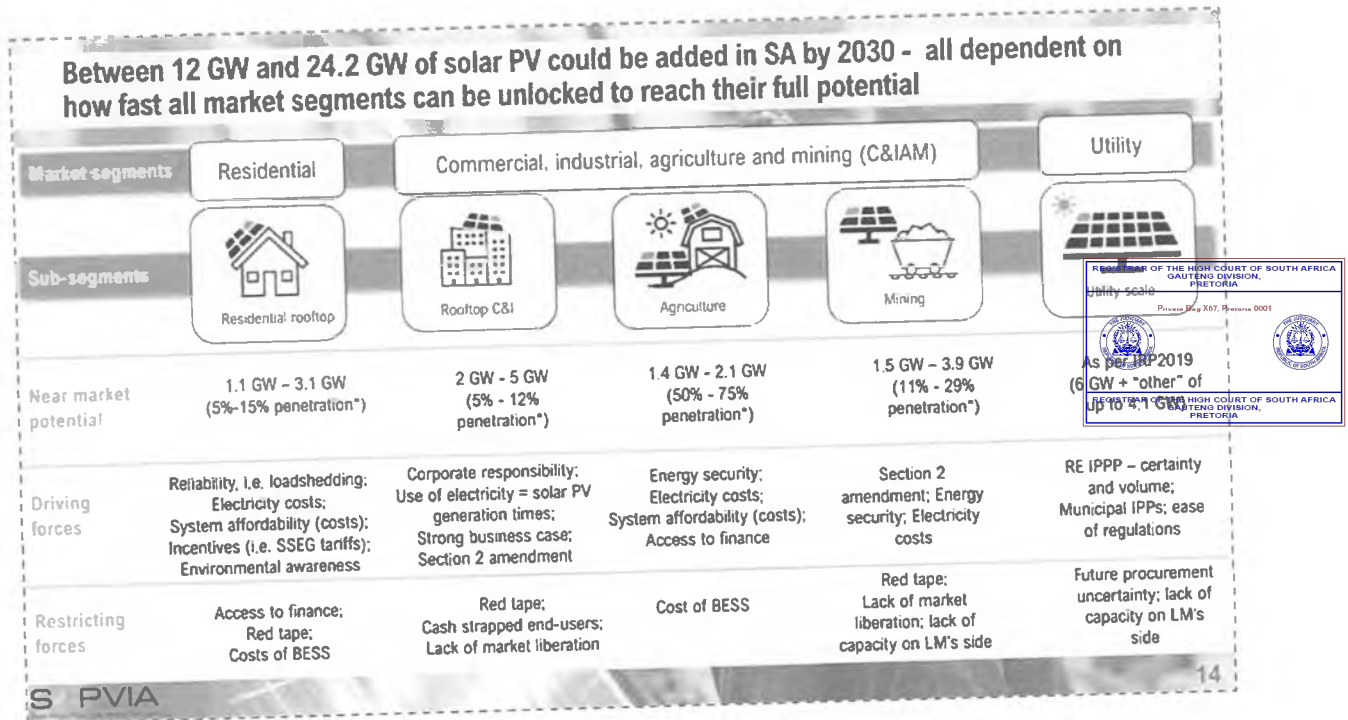 Between 12 GW and 24.2 GW of solar PV could be added in SA by 2030 - all dependent on
how fast all market segments can be unlocked to reach their full potential
Market segments
Residential
Commercial, industrial, agriculture and mining (C&IAM)
Utility
Sub-segments
Residential rooftop
Rooftop C&I
Agriculture
Mining
Utility scale
REGISTRAR OF THE HIGH COURT OF SOUTH AFRICA
GAUTENG DIVISION,
PRETORIA
Private Bag X67, Pretoria 0001
THE JUDICIARY
REPUBLIC OF SOUTH AFRICA
THE JUDICIARY
REPUBLIC OF SOUTH AFRICA
REGISTRAR OF THE HIGH COURT OF SOUTH AFRICA
GAUTENG DIVISION,
PRETORIA
Near market
potential
1.1 GW – 3.1 GW
(5%-15% penetration*)
2 GW - 5 GW
(5% - 12%
penetration*)
1.4 GW - 2.1 GW
(50% - 75%
penetration*)
1.5 GW – 3.9 GW
(11% - 29%
penetration*)
As per IRP2019
(6 GW + "other" of
up to 4.1 GW)
Driving
forces
Reliability, i.e. loadshedding;
Electricity costs;
System affordability (costs);
Incentives (i.e. SSEG tariffs);
Environmental awareness
Corporate responsibility;
Use of electricity = solar PV
generation times;
Strong business case;
Section 2 amendment
Energy security;
Electricity costs;
System affordability (costs);
Access to finance
Section 2
amendment; Energy
security; Electricity
costs
RE IPPP – certainty
and volume;
Municipal IPPs; ease
of regulations
Restricting
forces
Access to finance;
Red tape;
Costs of BESS
Red tape;
Cash strapped end-users;
Lack of market liberation
Cost of BESS
Red tape;
Lack of market
liberation; lack of
capacity on LM's side
Future procurement
uncertainty; lack of
capacity on LM's
side
S PVIA
14